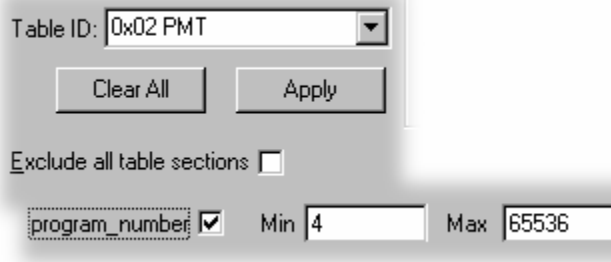 Table ID: 0x02 PMT
Clear All Apply
Exclude all table sections
program_number Min 4 Max 65536